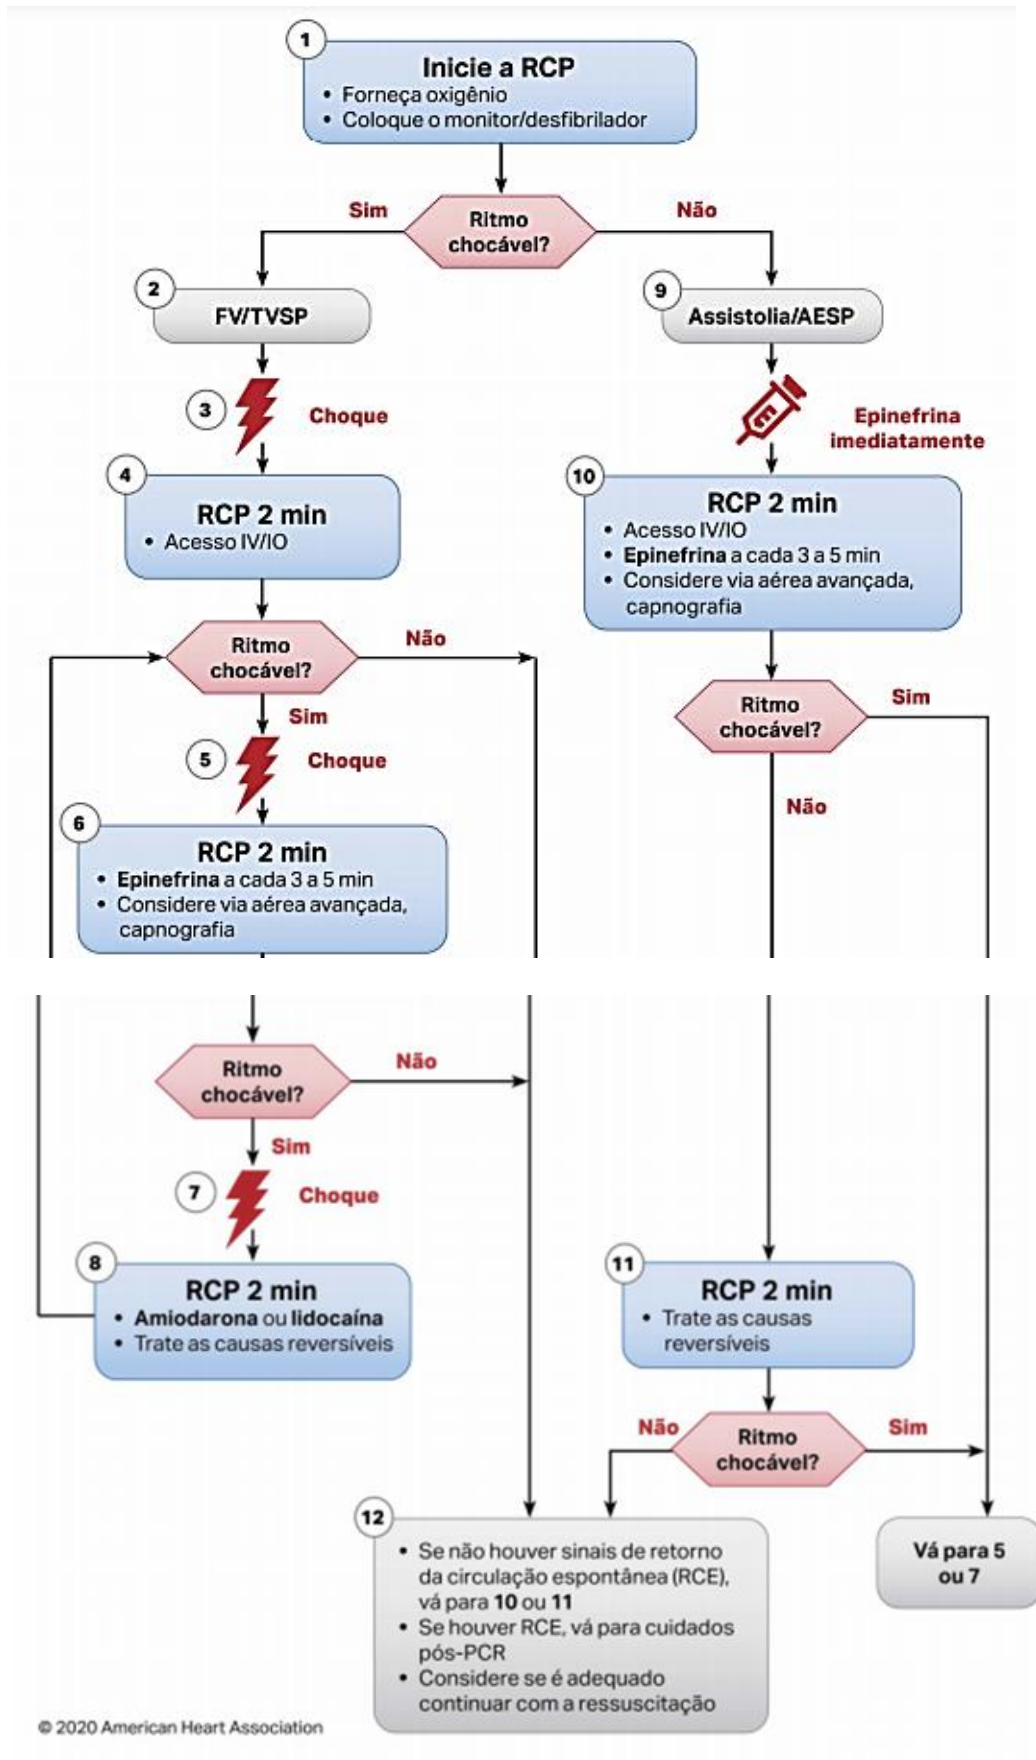 1
Inicie a RCP
• Forneça oxigênio
• Coloque o monitor/desfibrilador
Sim
Ritmo
chocável?
Não
2
FV/TVSP
3
Choque
4
RCP 2 min
• Acesso IV/IO
Ritmo
chocável?
Não
Sim
5
Choque
6
RCP 2 min
• Epinefrina a cada 3 a 5 min
• Considere via aérea avançada,
capnografia
9
Assistolia/AESP
Epinefrina
imediatamente
10
RCP 2 min
• Acesso IV/IO
• Epinefrina a cada 3 a 5 min
• Considere via aérea avançada,
capnografia
Ritmo
chocável?
Sim
Não
Ritmo
chocável?
Não
Sim
7
Choque
8
RCP 2 min
• Amiodarona ou lidocaína
• Trate as causas reversíveis
11
RCP 2 min
• Trate as causas
reversíveis
Não
Ritmo
chocável?
Sim
12
• Se não houver sinais de retorno
da circulação espontânea (RCE),
vá para 10 ou 11
• Se houver RCE, vá para cuidados
pós-PCR
• Considere se é adequado
continuar com a ressuscitação
Vá para 5
ou 7
© 2020 American Heart Association